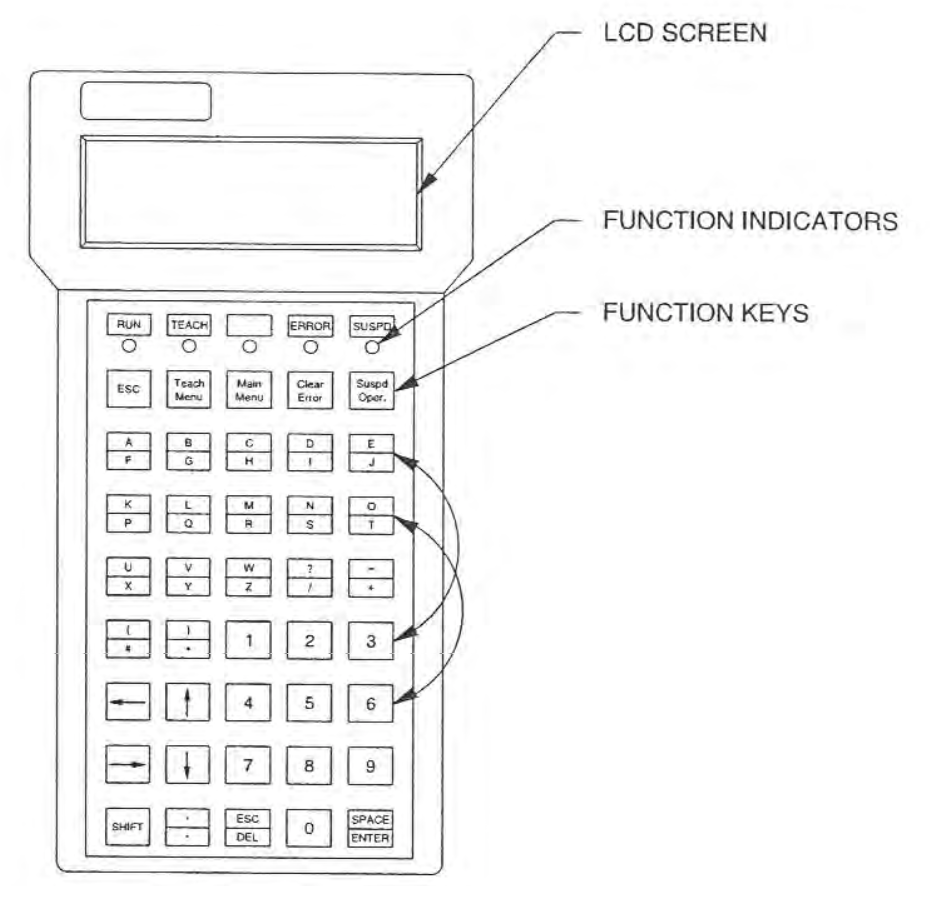 LCD SCREEN
FUNCTION INDICATORS
FUNCTION KEYS
RUN TEACH ERROR SUSPD
ESC Teach Menu Main Menu Clear Error Suspd Oper.
A B C D E
F G H I J
K L M N O
P Q R S T
U V W ? -
X Y Z / +
( ) 1 2 3
#
4 5 6
7 8 9
SHIFT ESC 0 SPACE
DEL ENTER